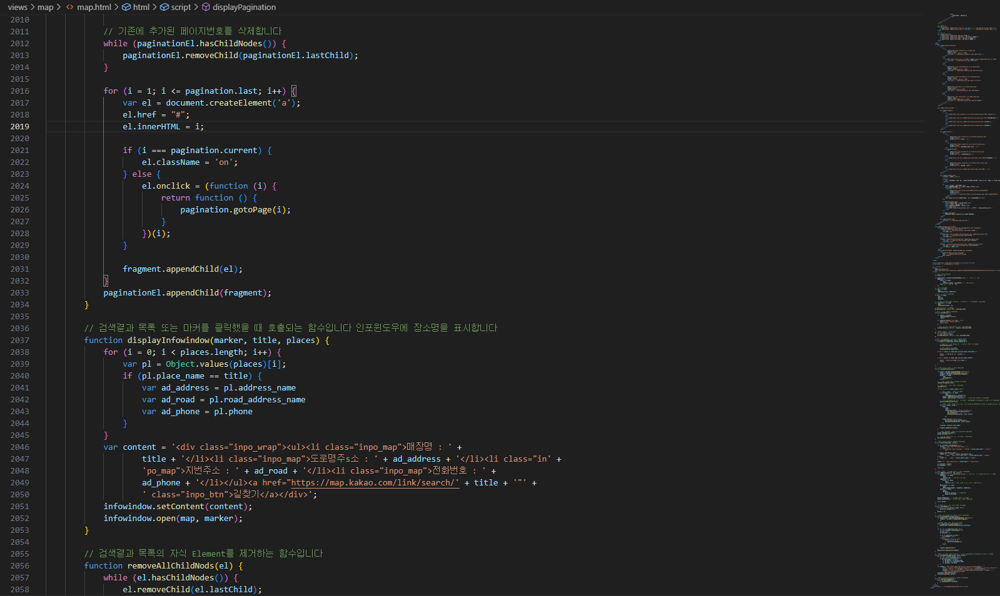 views > map > <> map.html > html > script > displayPagination
2010
2011 // 기존에 추가된 페이지번호를 삭제합니다
2012 while (paginationEl.hasChildNodes()) {
2013 paginationEl.removeChild(paginationEl.lastChild);
2014 }
2015
2016 for (i = 1; i <= pagination.last; i++) {
2017 var el = document.createElement('a');
2018 el.href = "#";
2019 el.innerHTML = i;
2020
2021 if (i === pagination.current) {
2022 el.className = 'on';
2023 } else {
2024 el.onclick = (function (i) {
2025 return function () {
2026 pagination.gotoPage(i);
2027 }
2028 })(i);
2029 }
2030
2031 fragment.appendChild(el);
2032 }
2033 paginationEl.appendChild(fragment);
2034 }
2035
2036 // 검색결과 목록 또는 마커를 클릭했을 때 호출되는 함수입니다 인포윈도우에 장소명을 표시합니다
2037 function displayInfowindow(marker, title, places) {
2038 for (i = 0; i < places.length; i++) {
2039 var pl = Object.values(places)[i];
2040 if (pl.place_name == title) {
2041 var ad_address = pl.address_name
2042 var ad_road = pl.road_address_name
2043 var ad_phone = pl.phone
2044 }
2045 }
2046 var content = '<div class="inpo_wrap"><ul><li class="inpo_map">매장명 : ' +
2047 title + '</li><li class="inpo_map">도로명주s소 : ' + ad_address + '</li><li class="in' +
2048 'po_map">지번주소 : ' + ad_road + '</li><li class="inpo_map">전화번호 : ' +
2049 ad_phone + '</li></ul><a href="https://map.kakao.com/link/search/' + title + '"' +
2050 ' class="inpo_btn">길찾기</a></div>';
2051 infowindow.setContent(content);
2052 infowindow.open(map, marker);
2053 }
2054
2055 // 검색결과 목록의 자식 Element를 제거하는 함수입니다
2056 function removeAllChildNods(el) {
2057 while (el.hasChildNodes()) {
2058 el.removeChild(el.lastChild);